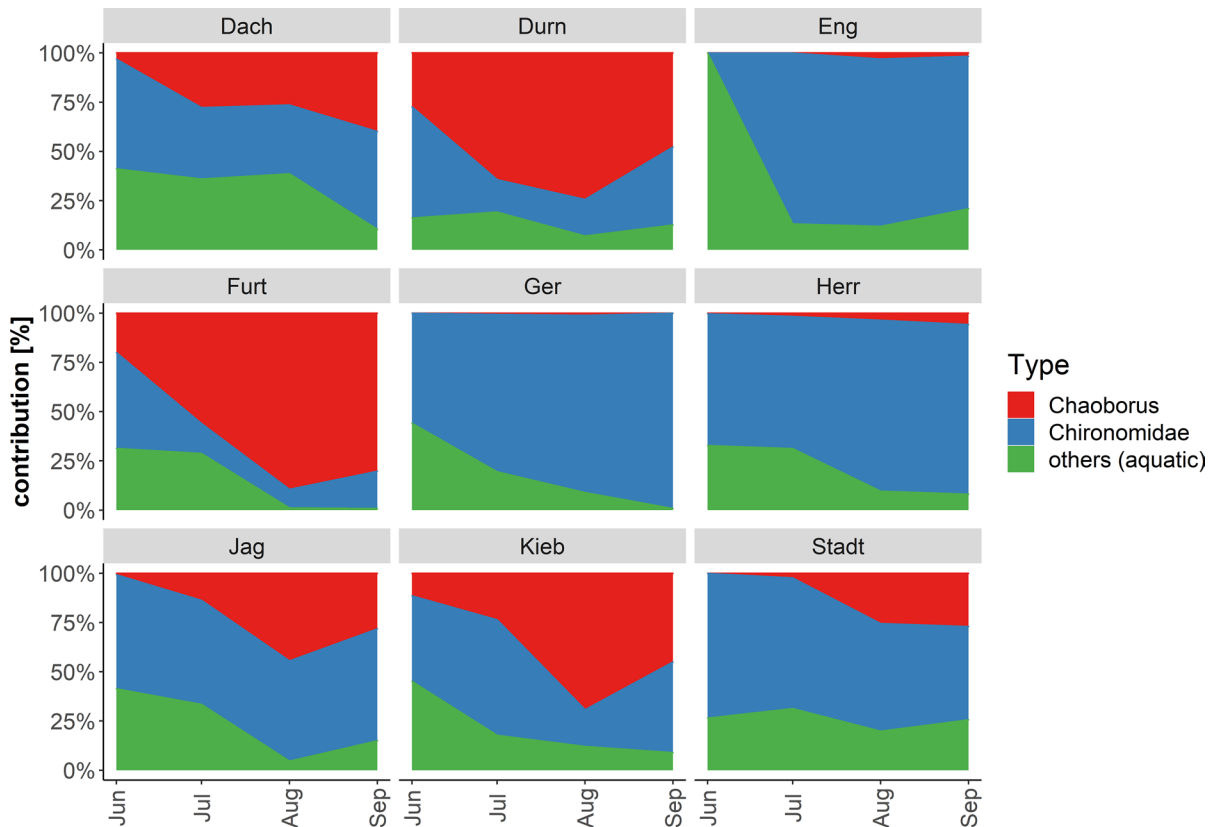 Dach Durn Eng
100%
75%
50%
25%
0%
Furt Ger Herr
100%
75%
50%
25%
0%
Jag Kieb Stadt
100%
75%
50%
25%
0%
Jun Jul Aug Sep Jun Jul Aug Sep Jun Jul Aug Sep
contribution [%]
Type
Chaoborus
Chironomidae
others (aquatic)